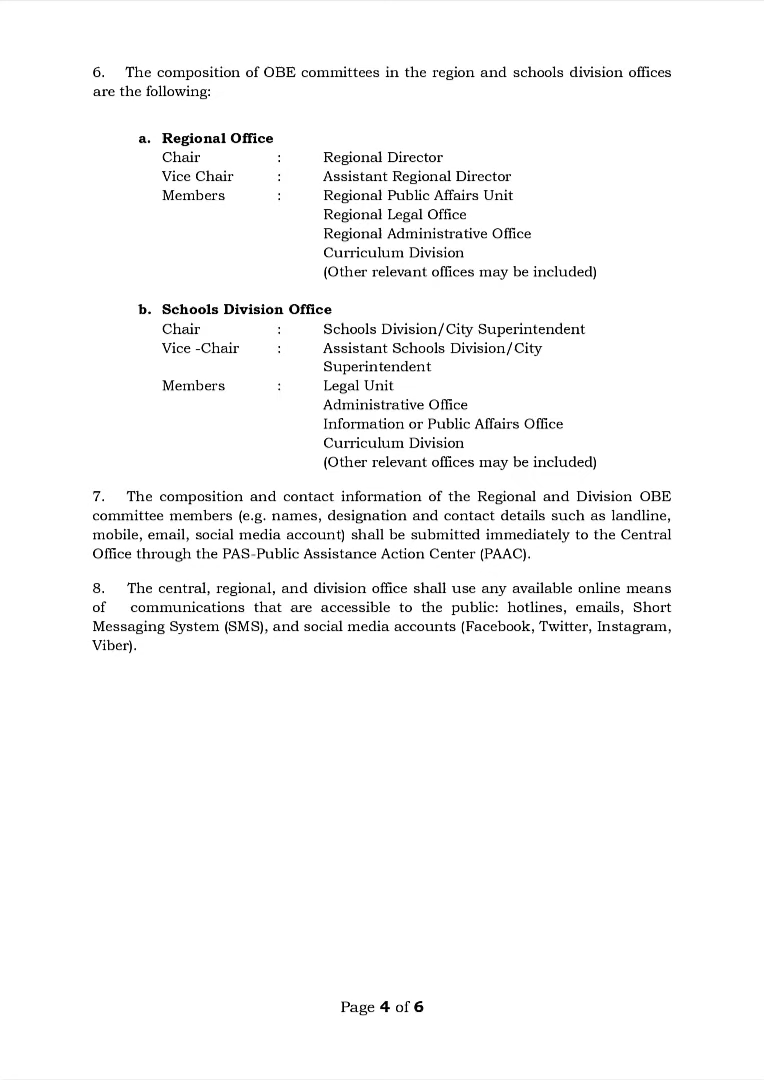 6. The composition of OBE committees in the region and schools division offices
are the following:
a. Regional Office
Chair : Regional Director
Vice Chair : Assistant Regional Director
Members : Regional Public Affairs Unit
Regional Legal Office
Regional Administrative Office
Curriculum Division
(Other relevant offices may be included)
b. Schools Division Office
Chair : Schools Division/City Superintendent
Vice -Chair : Assistant Schools Division/City
Superintendent
Members : Legal Unit
Administrative Office
Information or Public Affairs Office
Curriculum Division
(Other relevant offices may be included)
7. The composition and contact information of the Regional and Division OBE
committee members (e.g. names, designation and contact details such as landline,
mobile, email, social media account) shall be submitted immediately to the Central
Office through the PAS-Public Assistance Action Center (PAAC).
8. The central, regional, and division office shall use any available online means
of communications that are accessible to the public: hotlines, emails, Short
Messaging System (SMS), and social media accounts (Facebook, Twitter, Instagram,
Viber).
Page 4 of 6